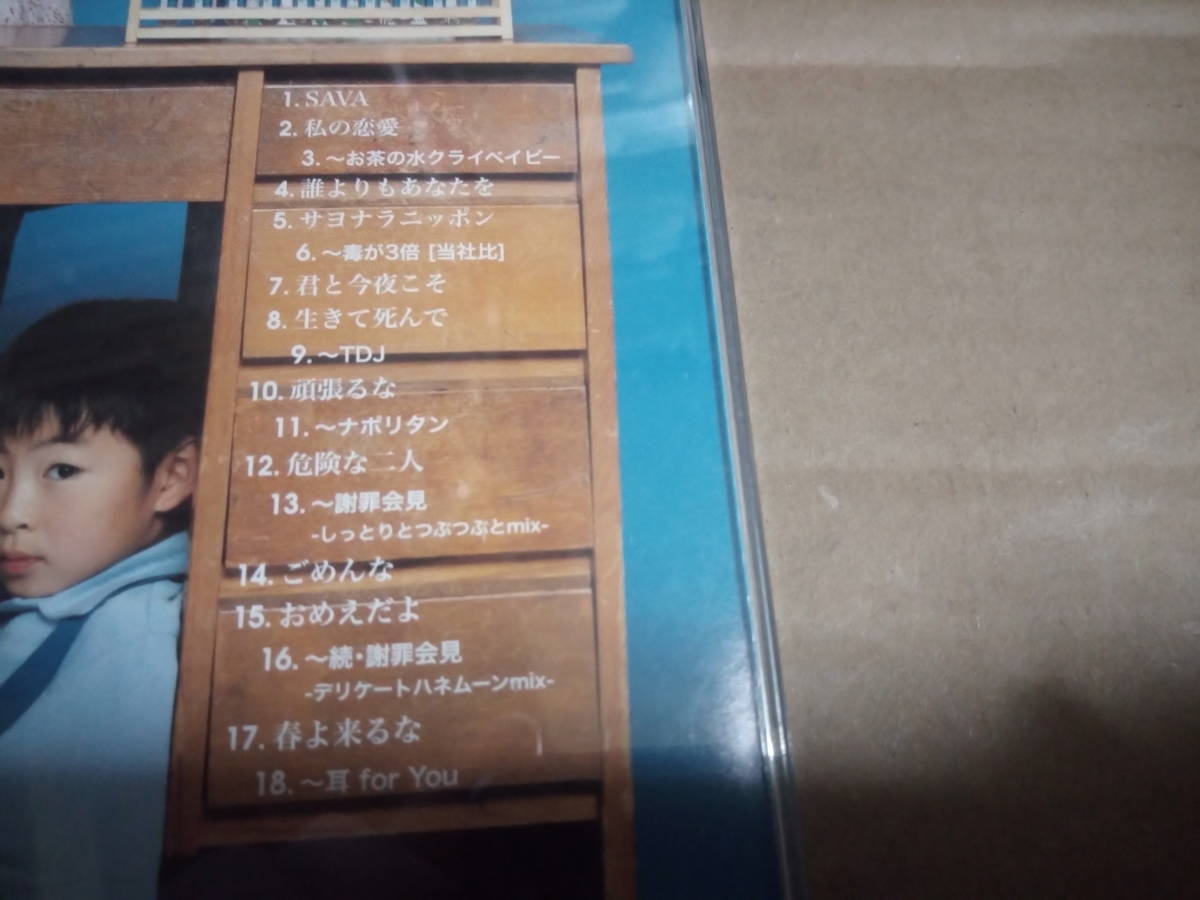 1. SAVA
2. 私の恋愛
3. ～お茶の水クライベイビー
4. 誰よりもあなたを
5. サヨナラニッポン
6. ～毒が3倍 [当社比]
7. 君と今夜こそ
8. 生きて死んで
9. ～TDJ
10. 頑張るな
11. ～ナポリタン
12. 危険な二人
13. ～謝罪会見
-しっとりとつぶつぶとmix-
14. ごめんな
15. おめえだよ
16. ～続・謝罪会見
-デリケートハネムーンmix-
17. 春よ来るな
18. ～耳 for You